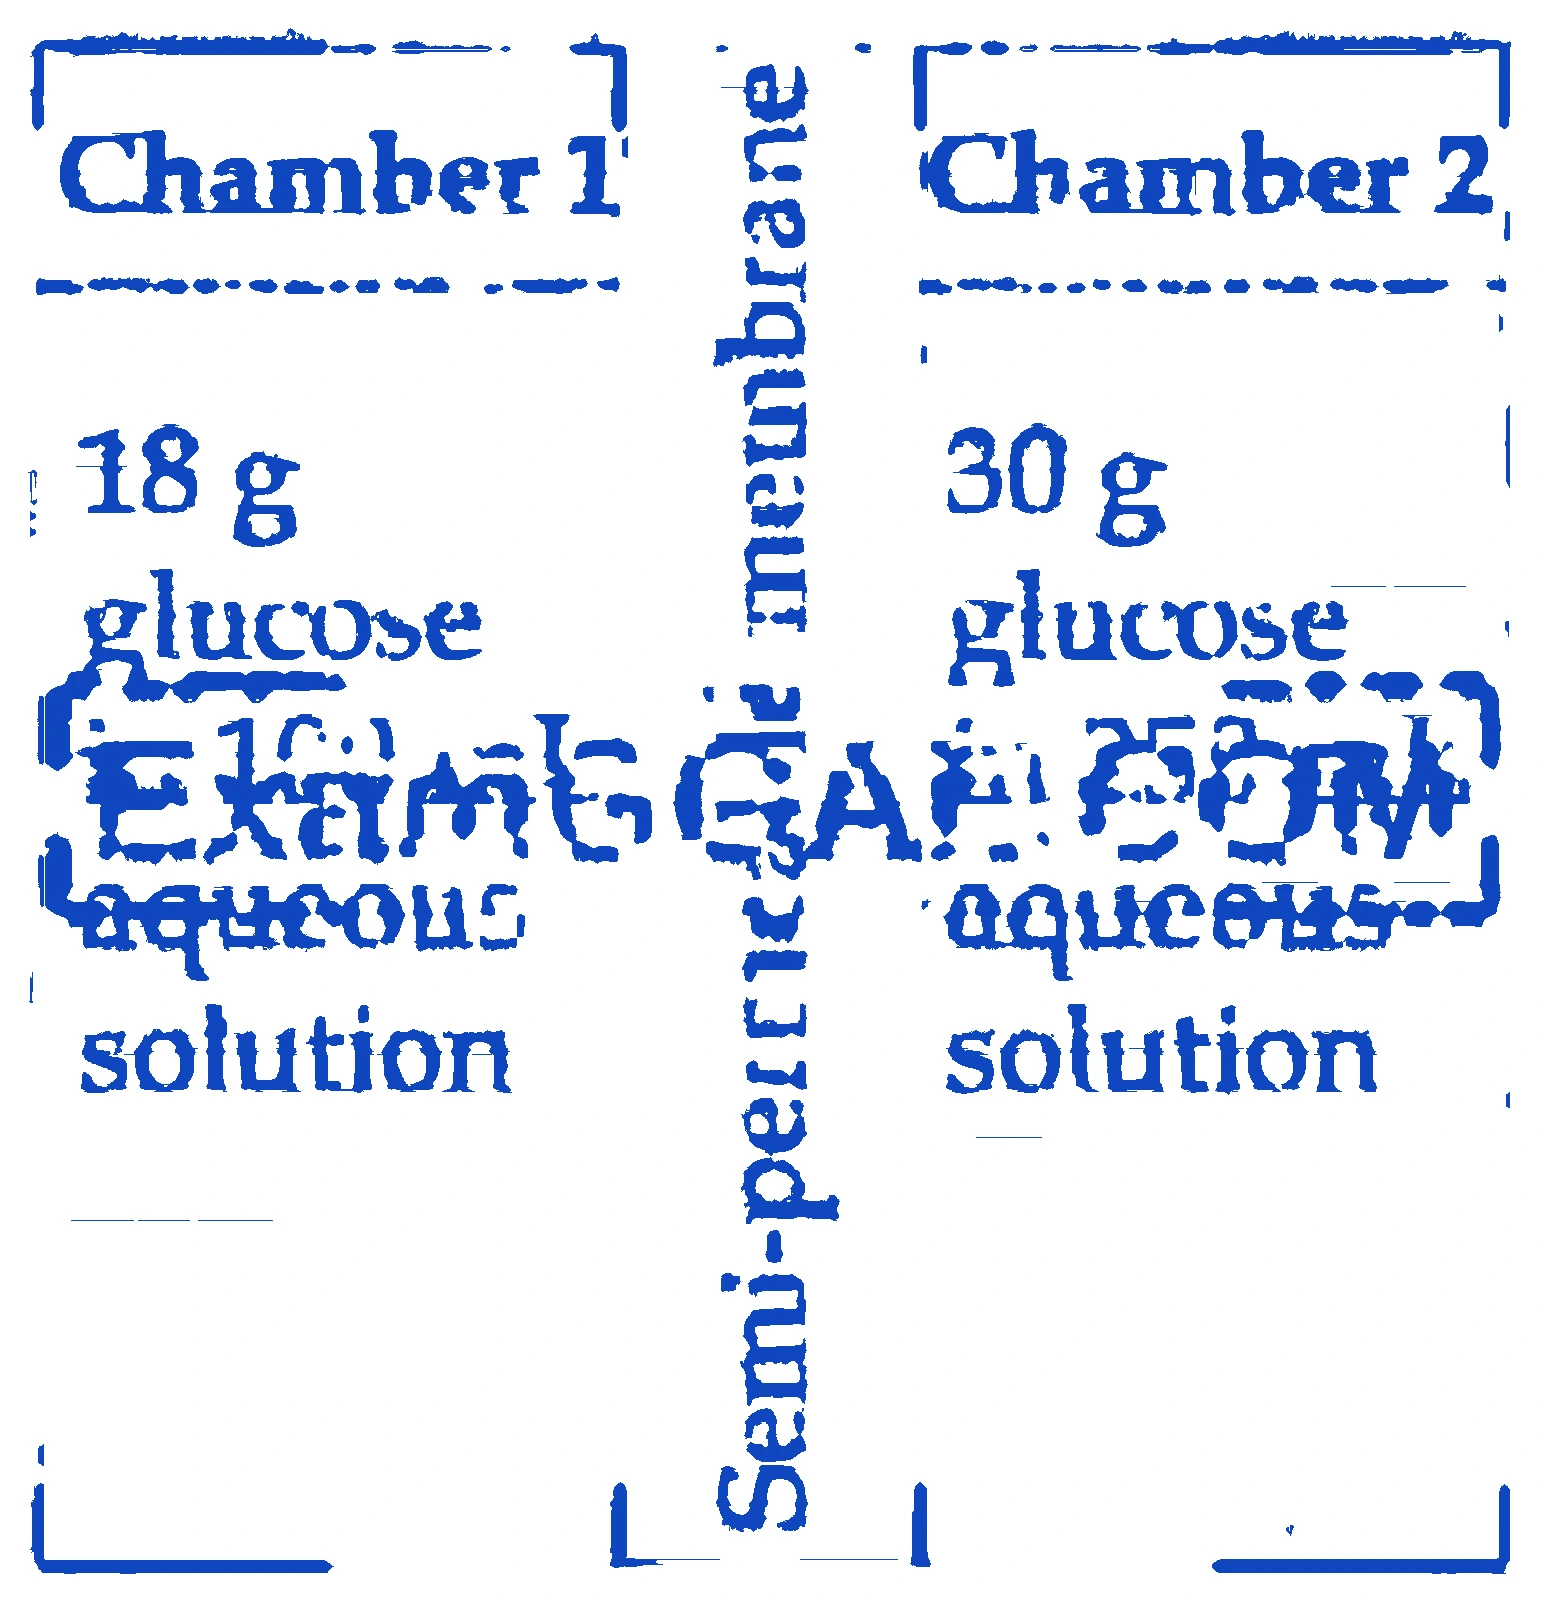 Chamber 1
18 g
glucose
aqueous
solution
Semi-permeable membrane
Chamber 2
30 g
glucose
aqueous
solution